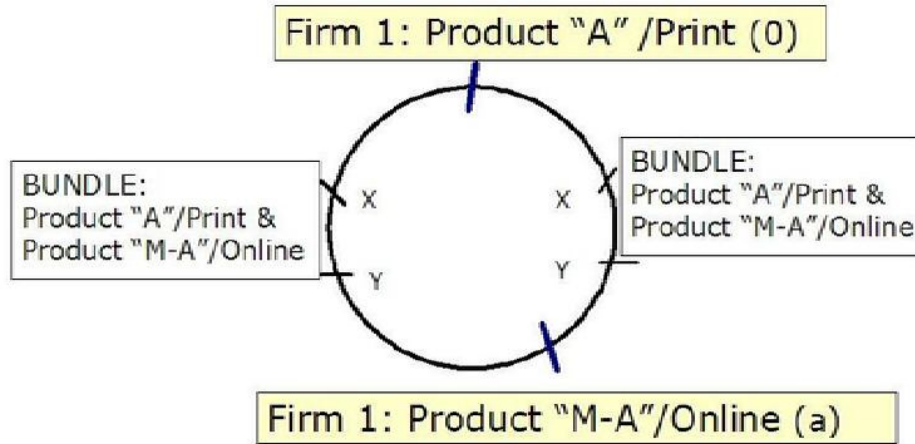 Firm 1: Product “A” /Print (0)
BUNDLE:
Product “A”/Print &
Product “M-A”/Online
BUNDLE:
Product “A”/Print &
Product “M-A”/Online
X
X
Y
Y
Firm 1: Product “M-A”/Online (a)